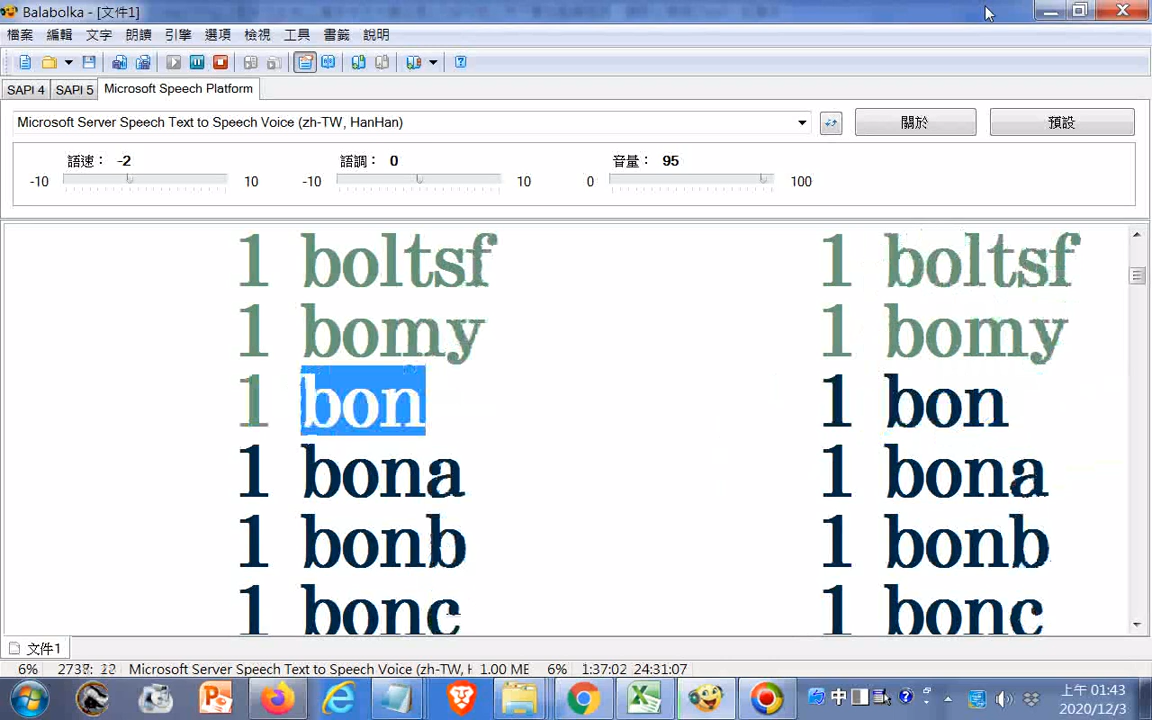 Balabolka - [文件1]
檔案 編輯 文字 朗讀 引擎 選項 檢視 工具 書籤 說明
SAPI 4 SAPI 5 Microsoft Speech Platform
Microsoft Server Speech Text to Speech Voice (zh-TW, HanHan) 關於 預設
語速： -2 語調： 0 音量： 95
-10 10 -10 10 0 100
1 boltsf 1 boltsf
1 bomy 1 bomy
1 bon 1 bon
1 bona 1 bona
1 bonb 1 bonb
1 bonc 1 bonc
文件1
6% Microsoft Server Speech Text to Speech Voice (zh-TW, 1.00 ME 6% 1:37:02 24:31:07
中 上午 01:43
2020/12/3